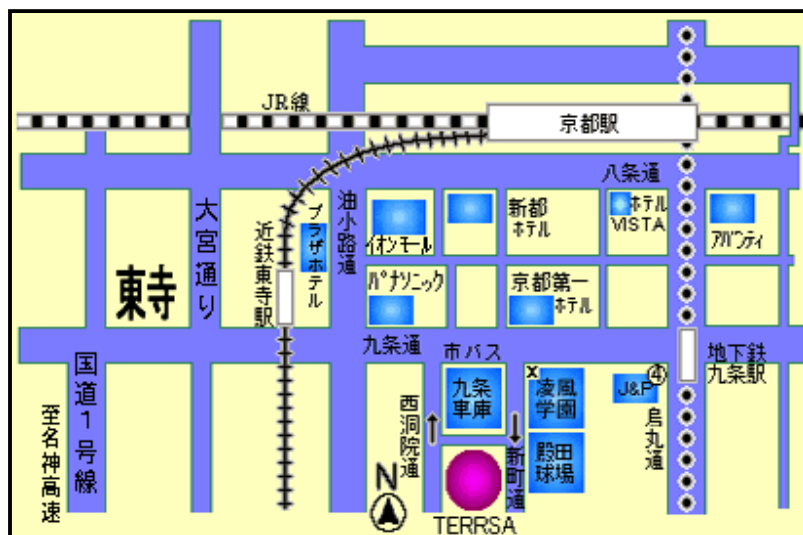 JR線
京都駅
八条通
大宮通り
油小路通
プラザホテル
近鉄東寺駅
東寺
イオンモール
新都
ホテル
ホテル
VISTA
アバンティ
パナソニック
京都第一
ホテル
九条通
市バス
九条
車庫
x
凌風
学園
J&P
④
地下鉄
九条駅
国道1号線
至名神高速
西洞院通
新町通
殿田
球場
烏丸通
N
TERRSA